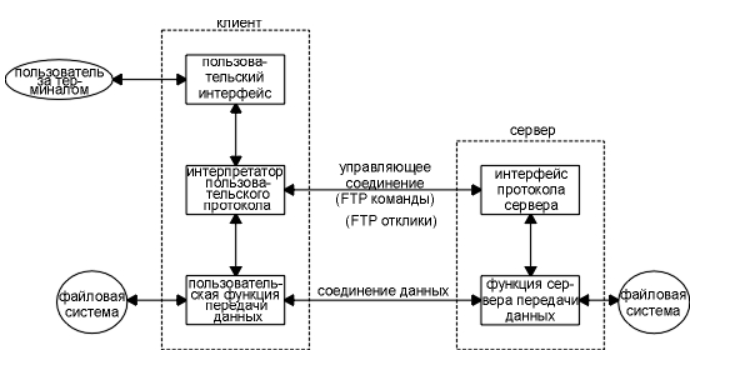 клиент
пользователь
за тер-
миналом
пользова-
тельский
интерфейс
сервер
интерпретатор
пользова-
тельского
протокола
управляющее
соединение
(FTP команды)
(FTP отклики)
интерфейс
протокола
сервера
файловая
система
пользователь-
ская функция
передачи
данных
соединение данных
функция сер-
вера передачи
данных
файловая
система